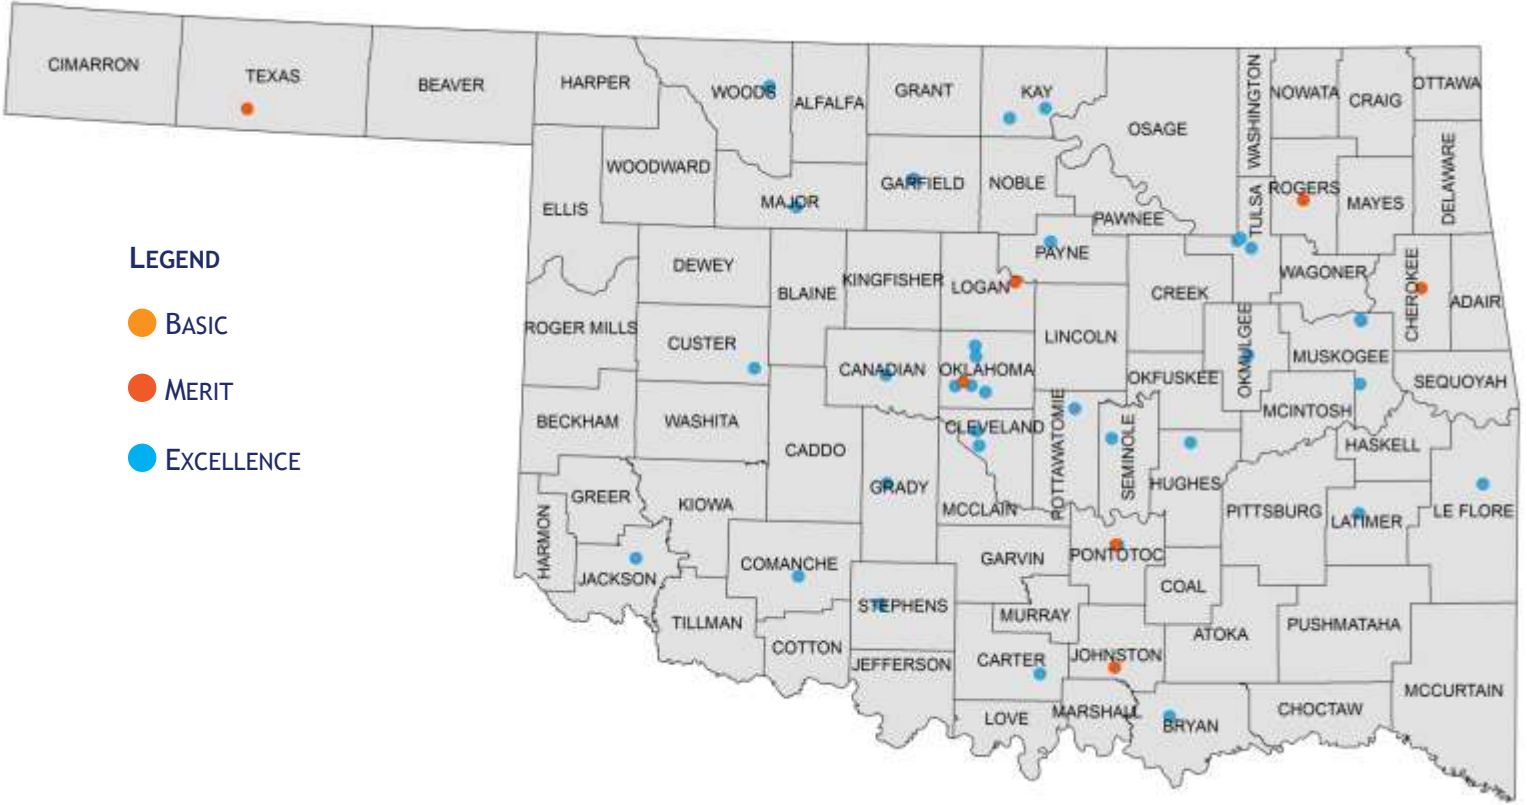 CIMARRON
TEXAS
BEAVER
HARPER
WOODS
ALFALFA
GRANT
KAY
OSAGE
WASHINGTON
NOWATA
CRAIG
OTTAWA
WOODWARD
ELLIS
MAJOR
GARFIELD
NOBLE
PAWNEE
TULSA
ROGERS
MAYES
DELAWARE
LEGEND
BASIC
MERIT
EXCELLENCE
DEWEY
BLAINE
KINGFISHER
LOGAN
PAYNE
CREEK
WAGONER
CHEROKEE
ADAIR
ROGER MILLS
CUSTER
CANADIAN
OKLAHOMA
LINCOLN
OKFUSKEE
OKMULGEE
MUSKOGEE
SEQUOYAH
BECKHAM
WASHITA
CADDO
CLEVELAND
POTTAWATOMIE
SEMINOLE
MCINTOSH
HASKELL
HARMON
GREER
KIOWA
GRADY
MCCLAIN
HUGHES
PITTSBURG
LATIMER
LE FLORE
JACKSON
COMANCHE
GARVIN
PONTOTOC
COAL
TILLMAN
STEPHENS
MURRAY
ATOKA
PUSHMATAHA
COTTON
JEFFERSON
CARTER
JOHNSTON
MCCURTAIN
LOVE
MARSHALL
BRYAN
CHOCTAW